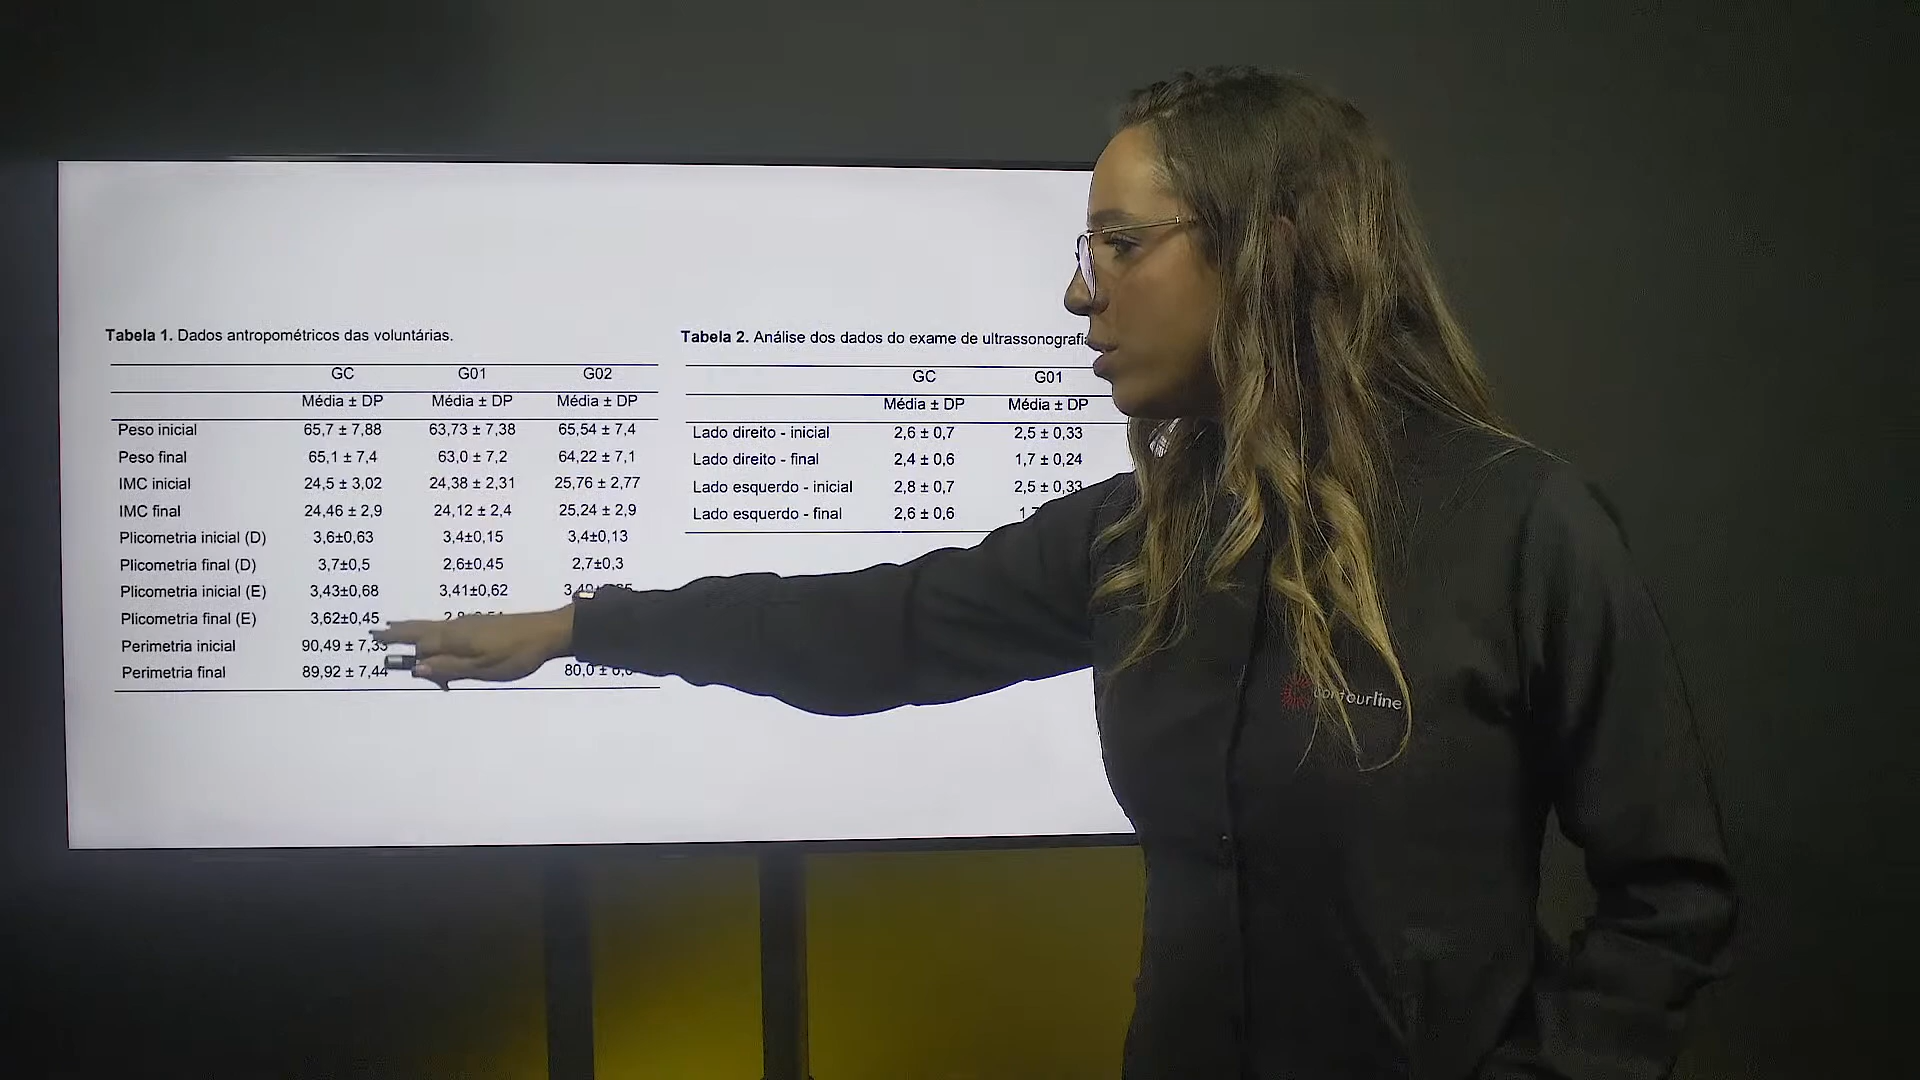 Tabela 1. Dados antropométricos das voluntárias.
GC G01 G02
Média ± DP Média ± DP Média ± DP
Peso inicial 65,7 ± 7,88 63,73 ± 7,38 65,54 ± 7,4
Peso final 65,1 ± 7,4 63,0 ± 7,2 64,22 ± 7,1
IMC inicial 24,5 ± 3,02 24,38 ± 2,31 25,76 ± 2,77
IMC final 24,46 ± 2,9 24,12 ± 2,4 25,24 ± 2,9
Plicometria inicial (D) 3,6±0,63 3,4±0,15 3,4±0,13
Plicometria final (D) 3,7±0,5 2,6±0,45 2,7±0,3
Plicometria inicial (E) 3,43±0,68 3,41±0,62
Plicometria final (E) 3,62±0,45
Perimetria inicial 90,49 ± 7,33
Perimetria final 89,92 ± 7,44 80,0 ±
Tabela 2. Análise dos dados do exame de ultrassonografia
GC G01
Média ± DP Média ± DP
Lado direito - inicial 2,6 ± 0,7 2,5 ± 0,33
Lado direito - final 2,4 ± 0,6 1,7 ± 0,24
Lado esquerdo - inicial 2,8 ± 0,7 2,5 ± 0,33
Lado esquerdo - final 2,6 ± 0,6
contourline